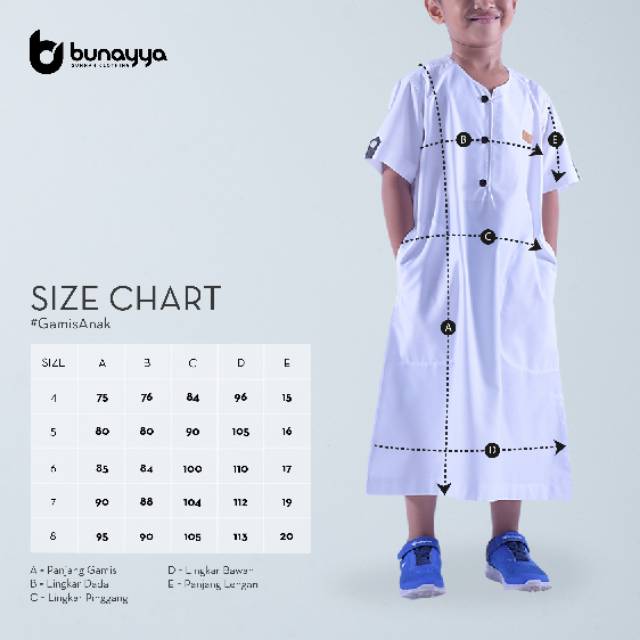 bunayya
SUNNAH CLOTHING
SIZE CHART
#GamisAnak
SIZE A B C D E
4 75 76 84 96 15
5 80 80 90 105 16
6 85 84 100 110 17
7 90 88 104 112 19
8 95 90 105 113 20
A = Panjang Gamis
B = Lingkar Dada
C = Lingkar Pinggang
D = Lingkar Bawah
E = Panjang Lengan
B
E
C
A
D